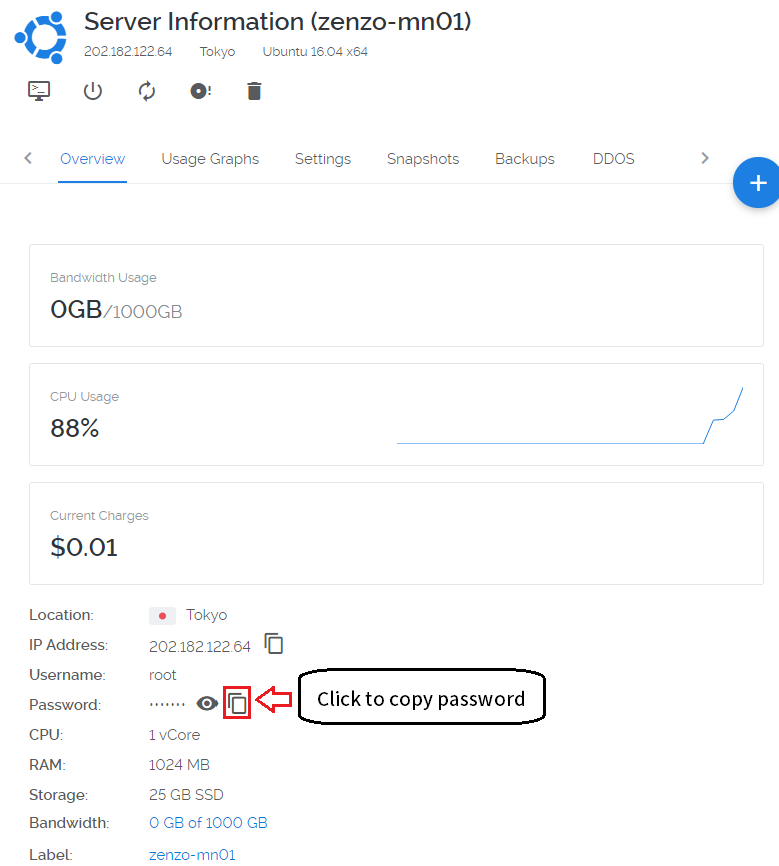 Server Information (zenzo-mn01)
202.182.122.64 Tokyo Ubuntu 16.04 x64
Overview Usage Graphs Settings Snapshots Backups DDOS
Bandwidth Usage
0GB/1000GB
CPU Usage
88%
Current Charges
$0.01
Location: Tokyo
IP Address: 202.182.122.64
Username: root
Password: ······· Click to copy password
CPU: 1 vCore
RAM: 1024 MB
Storage: 25 GB SSD
Bandwidth: 0 GB of 1000 GB
Label: zenzo-mn01